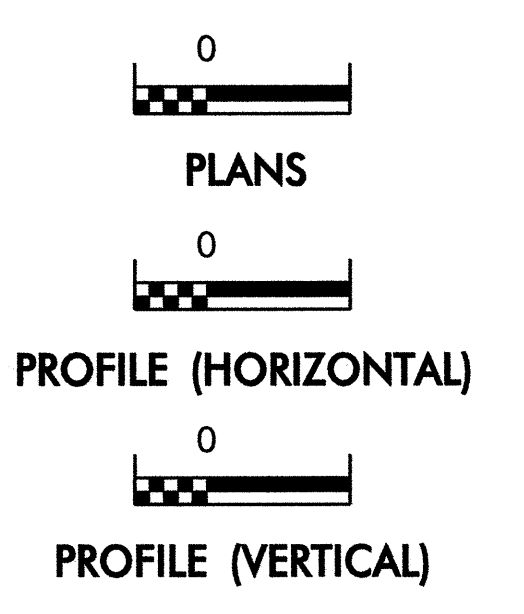 0
PLANS
0
PROFILE (HORIZONTAL)
0
PROFILE (VERTICAL)